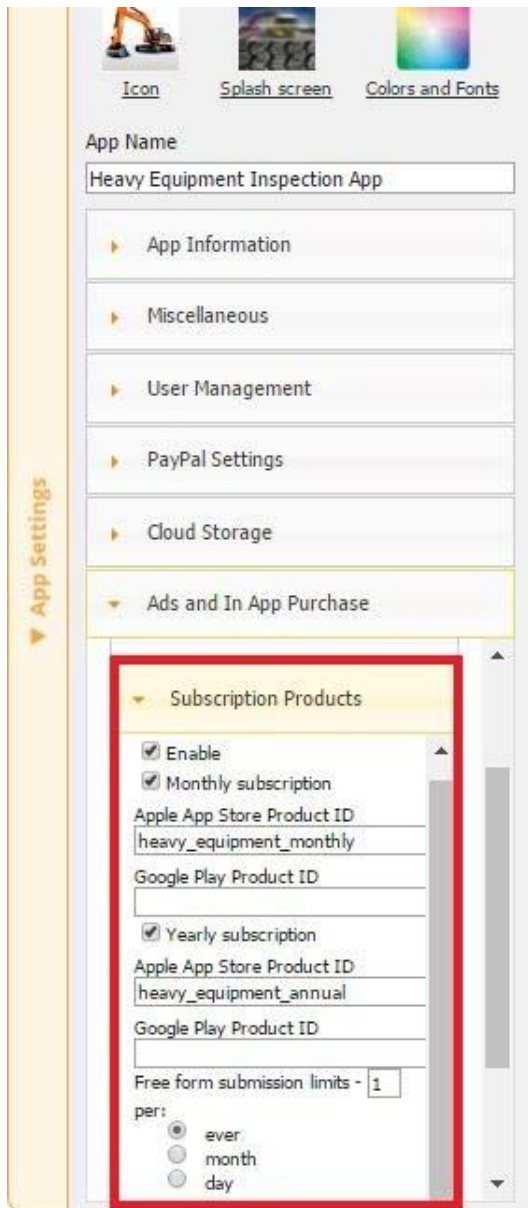 Icon Splash screen Colors and Fonts
App Name
Heavy Equipment Inspection App
App Information
Miscellaneous
User Management
PayPal Settings
Cloud Storage
App Settings
Ads and In App Purchase
Subscription Products
Enable
Monthly subscription
Apple App Store Product ID
heavy_equipment_monthly
Google Play Product ID
Yearly subscription
Apple App Store Product ID
heavy_equipment_annual
Google Play Product ID
Free form submission limits - 1
per:
ever
month
day